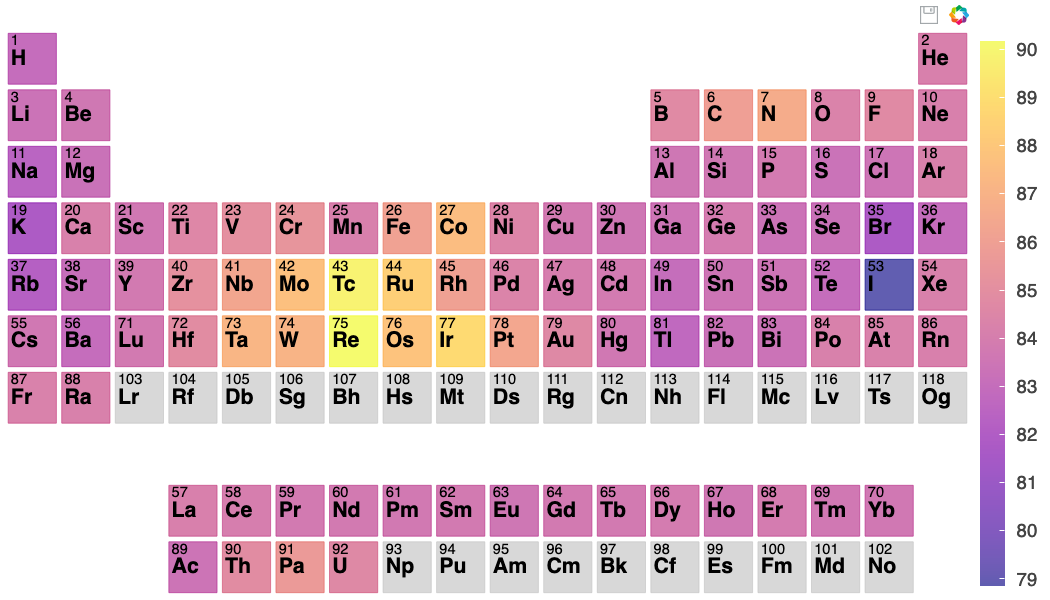 1 2
H He
3 4 5 6 7 8 9 10
Li Be B C N O F Ne
11 12 13 14 15 16 17 18
Na Mg Al Si P S Cl Ar
19 20 21 22 23 24 25 26 27 28 29 30 31 32 33 34 35 36
K Ca Sc Ti V Cr Mn Fe Co Ni Cu Zn Ga Ge As Se Br Kr
37 38 39 40 41 42 43 44 45 46 47 48 49 50 51 52 53 54
Rb Sr Y Zr Nb Mo Tc Ru Rh Pd Ag Cd In Sn Sb Te I Xe
55 56 71 72 73 74 75 76 77 78 79 80 81 82 83 84 85 86
Cs Ba Lu Hf Ta W Re Os Ir Pt Au Hg Tl Pb Bi Po At Rn
87 88 103 104 105 106 107 108 109 110 111 112 113 114 115 116 117 118
Fr Ra Lr Rf Db Sg Bh Hs Mt Ds Rg Cn Nh Fl Mc Lv Ts Og
57 58 59 60 61 62 63 64 65 66 67 68 69 70
La Ce Pr Nd Pm Sm Eu Gd Tb Dy Ho Er Tm Yb
89 90 91 92 93 94 95 96 97 98 99 100 101 102
Ac Th Pa U Np Pu Am Cm Bk Cf Es Fm Md No
90
89
88
87
86
85
84
83
82
81
80
79